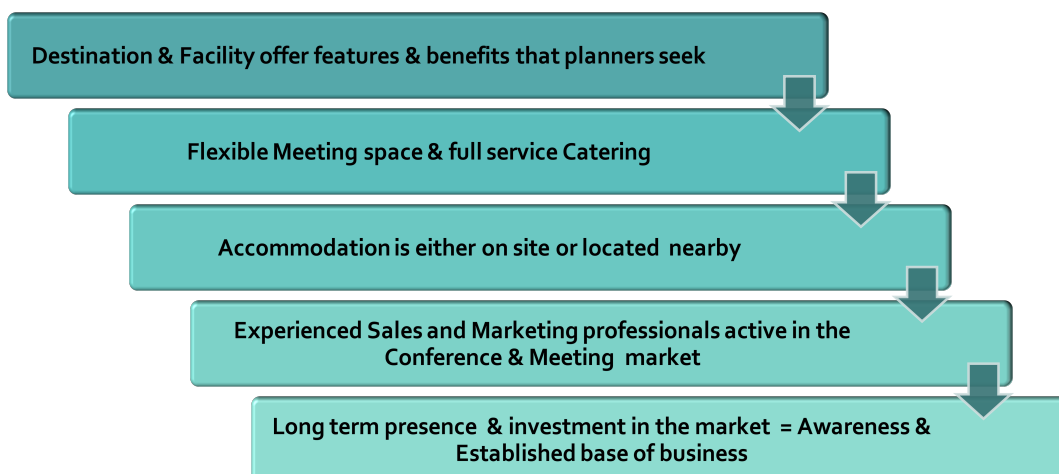 Destination & Facility offer features & benefits that planners seek
Flexible Meeting space & full service Catering
Accommodation is either on site or located nearby
Experienced Sales and Marketing professionals active in the
Conference & Meeting market
Long term presence & investment in the market = Awareness &
Established base of business